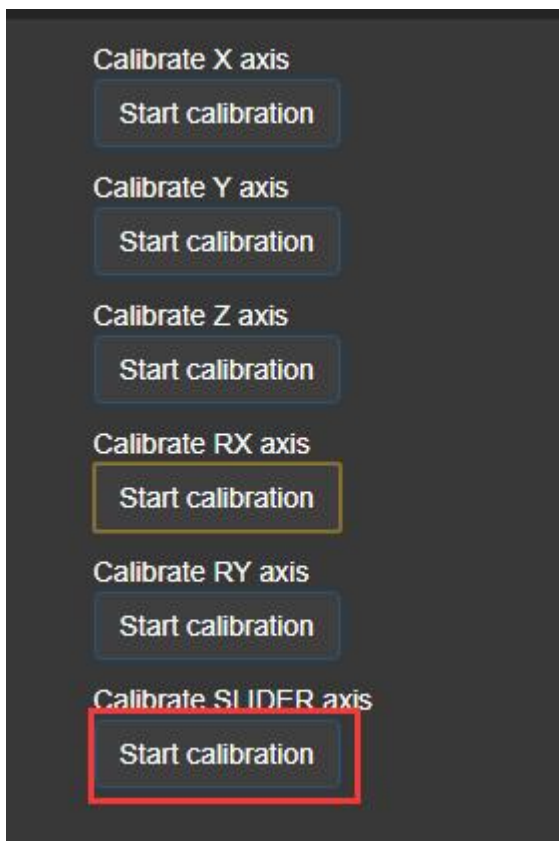 Calibrate X axis
Start calibration
Calibrate Y axis
Start calibration
Calibrate Z axis
Start calibration
Calibrate RX axis
Start calibration
Calibrate RY axis
Start calibration
Calibrate SLIDER axis
Start calibration